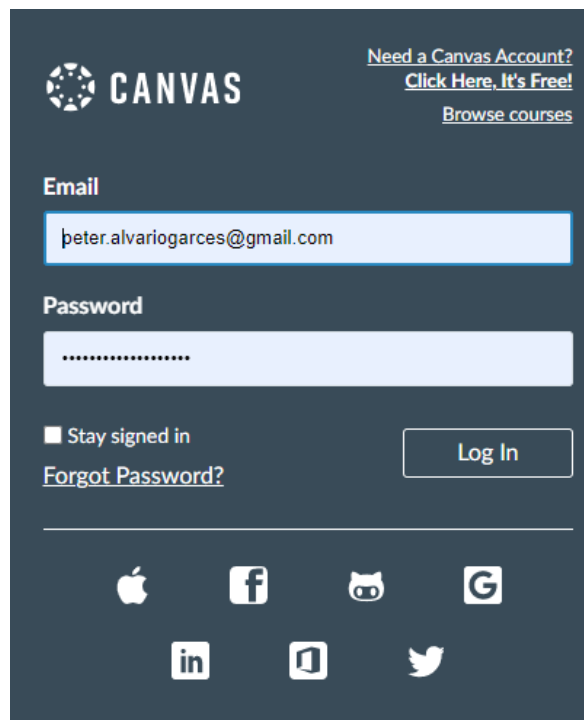 CANVAS
Need a Canvas Account?
Click Here, It's Free!
Browse courses
Email
peter.alvariogarces@gmail.com
Password
•••••••••••••••••••
Stay signed in
Log In
Forgot Password?